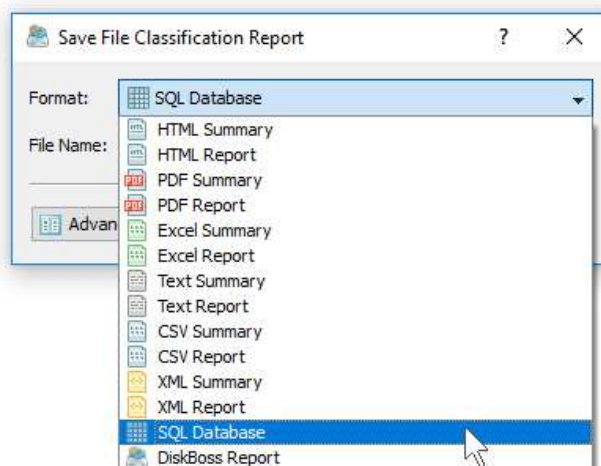 Save File Classification Report
?
Format:
SQL Database
HTML Summary
HTML Report
File Name:
PDF Summary
PDF Report
Excel Summary
Advan
Excel Report
Text Summary
Text Report
CSV Summary
CSV Report
XML Summary
XML Report
SQL Database
DiskBoss Report